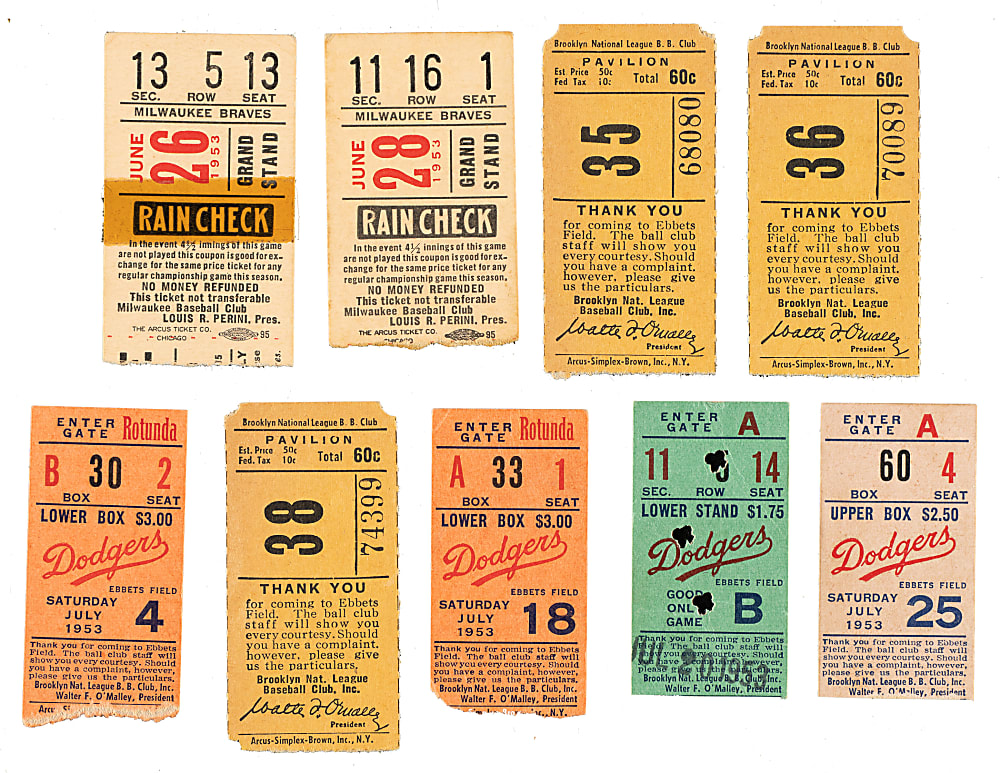 13 5 13
SEC. ROW SEAT
MILWAUKEE BRAVES
JUNE 26 1953
GRAND STAND
RAIN CHECK
In the event 4½ innings of this game
are not played this coupon is good for ex-
change for the same price ticket for any
regular championship game this season.
NO MONEY REFUNDED
This ticket not transferable
Milwaukee Baseball Club
LOUIS R. PERINI, Pres.
THE ARCUS TICKET CO.
CHICAGO
95
11 16 1
SEC. ROW SEAT
MILWAUKEE BRAVES
JUNE 28 1953
GRAND STAND
RAIN CHECK
In the event 4½ innings of this game
are not played this coupon is good for ex-
change for the same price ticket for any
regular championship game this season.
NO MONEY REFUNDED
This ticket not transferable
Milwaukee Baseball Club
LOUIS R. PERINI, Pres.
THE ARCUS TICKET CO.
CHICAGO
95
Brooklyn National League B. B. Club
PAVILION
Est. Price 50c
Fed Tax 10c
Total 60c
35
68080
THANK YOU
for coming to Ebbets
Field. The ball club
staff will show you
every courtesy. Should
you have a complaint,
however, please give
us the particulars.
Brooklyn Nat. League
Baseball Club, Inc.
Walter F. O'Malley
President
Arcus-Simplex-Brown, Inc., N.Y.
Brooklyn National League B. B. Club
PAVILION
Est. Price 50c
Fed Tax 10c
Total 60c
36
70089
THANK YOU
for coming to Ebbets
Field. The ball club
staff will show you
every courtesy. Should
you have a complaint,
however, please give
us the particulars.
Brooklyn Nat. League
Baseball Club, Inc.
Walter F. O'Malley
President
Arcus-Simplex-Brown, Inc., N.Y.
ENTER GATE Rotunda
B 30 2
BOX SEAT
LOWER BOX $3.00
Dodgers
EBBETS FIELD
SATURDAY
JULY 4
1953
Thank you for coming to Ebbets
Field. The ball club staff will
show you every courtesy. Should
you have a complaint, however,
please give us the particulars.
Brooklyn Nat. League B. B. Club, Inc.
Walter F. O'Malley, President
Brooklyn National League B. B. Club
PAVILION
Est. Price 50c
Fed. Tax 10c
Total 60c
38
74399
THANK YOU
for coming to Ebbets
Field. The ball club
staff will show you
every courtesy. Should
you have a complaint,
however, please give
us the particulars.
Brooklyn Nat. League
Baseball Club, Inc.
Walter F. O'Malley
President
Arcus-Simplex-Brown, Inc., N.Y.
ENTER GATE Rotunda
A 33 1
BOX SEAT
LOWER BOX $3.00
Dodgers
EBBETS FIELD
SATURDAY
JULY 18
1953
Thank you for coming to Ebbets
Field. The ball club staff will
show you every courtesy. Should
you have a complaint, however,
please give us the particulars.
Brooklyn Nat. League B. B. Club, Inc.
Walter F. O'Malley, President
N.Y.
ENTER GATE A
11 14
SEC. ROW SEAT
LOWER STAND $1.75
Dodgers
EBBETS FIELD
GOOD
ONL
GAME B
Thank you for coming to Ebbets
Field. The ball club staff will
show you every courtesy. Should
you have a complaint, however,
please give us the particulars.
Brooklyn Nat. League B. B. Club, Inc.
Walter F. O'Malley, President
1953
ENTER GATE A
60 4
BOX SEAT
UPPER BOX $2.50
Dodgers
EBBETS FIELD
SATURDAY
JULY 25
1953
Thank you for coming to Ebbets
Field. The ball club staff will
show you every courtesy. Should
you have a complaint, however,
please give us the particulars.
Brooklyn Nat. League B. B. Club, Inc.
Walter F. O'Malley, President